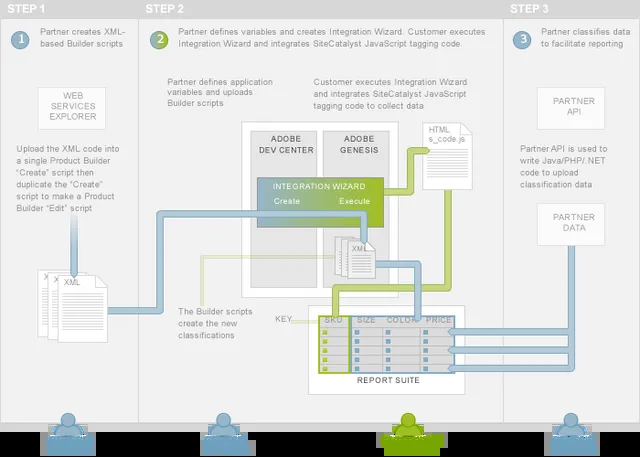 STEP 1
STEP 2
STEP 3
1
Partner creates XML-
based Builder scripts
2
Partner defines variables and creates Integration Wizard. Customer executes
Integration Wizard and integrates SiteCatalyst JavaScript tagging code.
3
Partner classifies data
to facilitate reporting
WEB
SERVICES
EXPLORER
Upload the XML code into
a single Product Builder
“Create” script then
duplicate the “Create”
script to make a Product
Builder “Edit” script
X
X
XML
Partner defines application
variables and uploads
Builder scripts
Customer executes Integration Wizard
and integrates SiteCatalyst JavaScript
tagging code to collect data
ADOBE
DEV CENTER
ADOBE
GENESIS
HTML
s_code.js
INTEGRATION WIZARD
Create
Execute
X
XML
The Builder scripts
create the new
classifications
KEY
SKU
SIZE
COLOR
PRICE
REPORT SUITE
PARTNER
API
Partner API is used to
write Java/PHP/.NET
code to upload
classification data
PARTNER
DATA